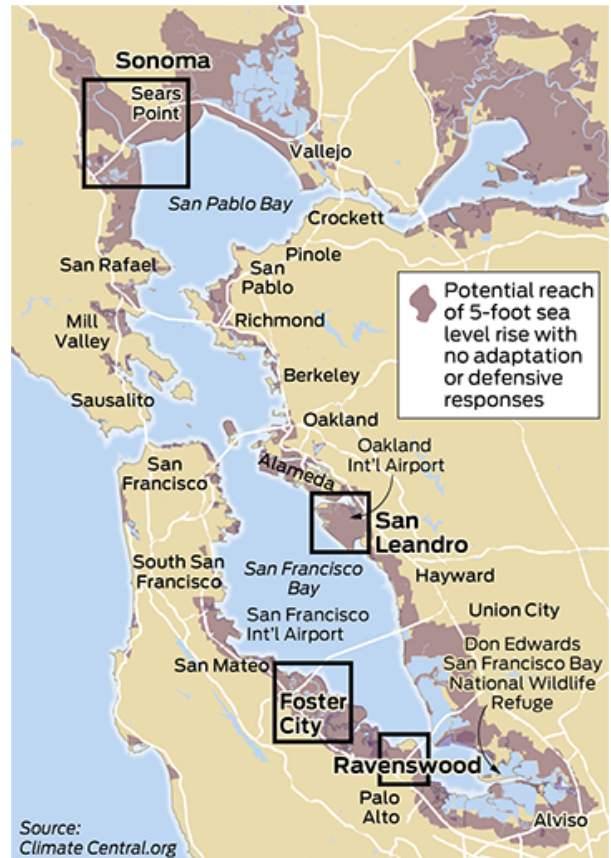 Sonoma
Sears
Point
Vallejo
San Pablo Bay
Crockett
Pinole
San Rafael
San
Pablo
Potential reach
of 5-foot sea
level rise with
no adaptation
or defensive
responses
Mill
Valley
Richmond
Berkeley
Sausalito
Oakland
Oakland
Int'l Airport
Alameda
San
Francisco
San
Leandro
South San
Francisco
San Francisco
Bay
Hayward
San Francisco
Int'l Airport
Union City
Don Edwards
San Francisco Bay
National Wildlife
Refuge
San Mateo
Foster
City
Ravenswood
Palo
Alto
Alviso
Source:
Climate Central.org